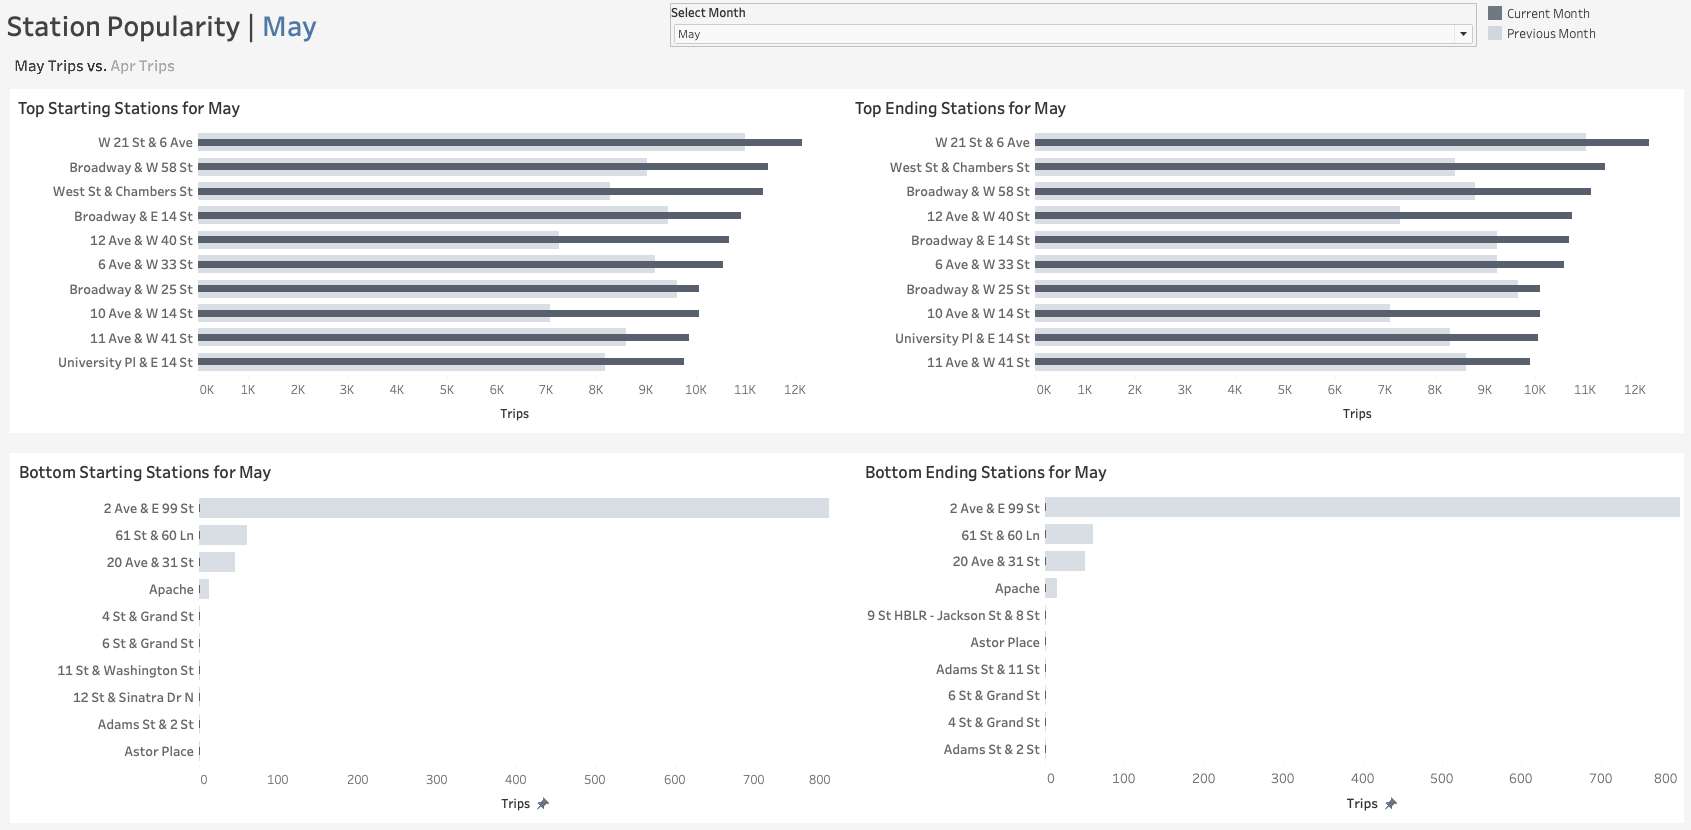 Station Popularity | May
Select Month
May
Current Month
Previous Month
May Trips vs. Apr Trips
Top Starting Stations for May
W 21 St & 6 Ave
Broadway & W 58 St
West St & Chambers St
Broadway & E 14 St
12 Ave & W 40 St
6 Ave & W 33 St
Broadway & W 25 St
10 Ave & W 14 St
11 Ave & W 41 St
University Pl & E 14 St
0K 1K 2K 3K 4K 5K 6K 7K 8K 9K 10K 11K 12K
Trips
Top Ending Stations for May
W 21 St & 6 Ave
West St & Chambers St
Broadway & W 58 St
12 Ave & W 40 St
Broadway & E 14 St
6 Ave & W 33 St
Broadway & W 25 St
10 Ave & W 14 St
University Pl & E 14 St
11 Ave & W 41 St
0K 1K 2K 3K 4K 5K 6K 7K 8K 9K 10K 11K 12K
Trips
Bottom Starting Stations for May
2 Ave & E 99 St
61 St & 60 Ln
20 Ave & 31 St
Apache
4 St & Grand St
6 St & Grand St
11 St & Washington St
12 St & Sinatra Dr N
Adams St & 2 St
Astor Place
0 100 200 300 400 500 600 700 800
Trips
Bottom Ending Stations for May
2 Ave & E 99 St
61 St & 60 Ln
20 Ave & 31 St
Apache
9 St HBLR - Jackson St & 8 St
Astor Place
Adams St & 11 St
6 St & Grand St
4 St & Grand St
Adams St & 2 St
0 100 200 300 400 500 600 700 800
Trips